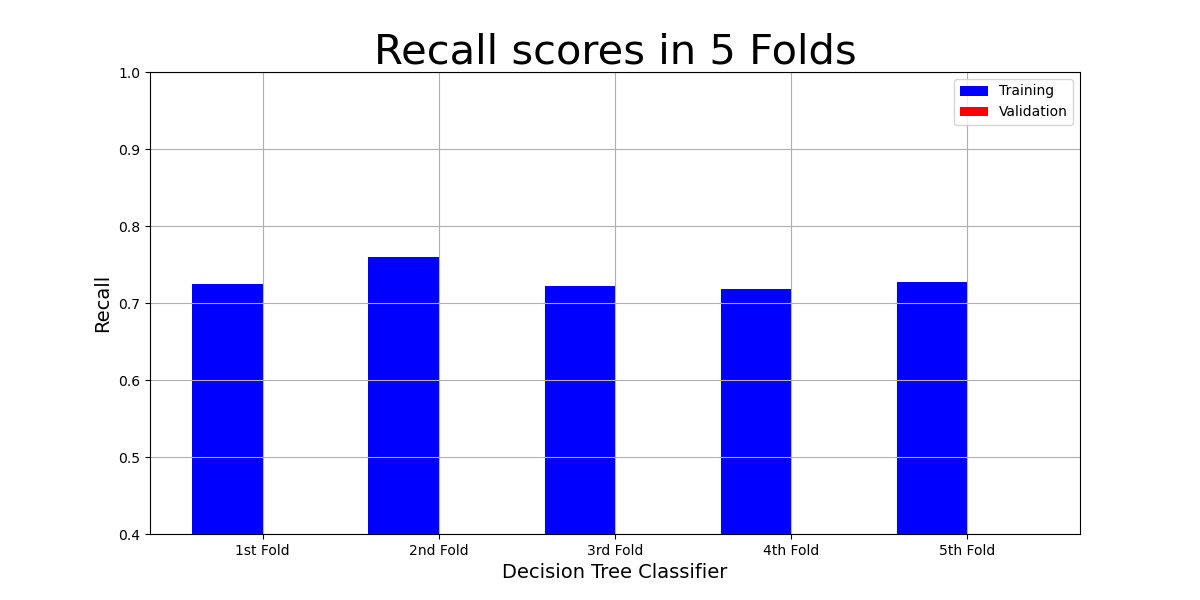 Recall scores in 5 Folds
Training
Validation
1.0
0.9
0.8
0.7
0.6
0.5
0.4
Recall
1st Fold
2nd Fold
3rd Fold
4th Fold
5th Fold
Decision Tree Classifier